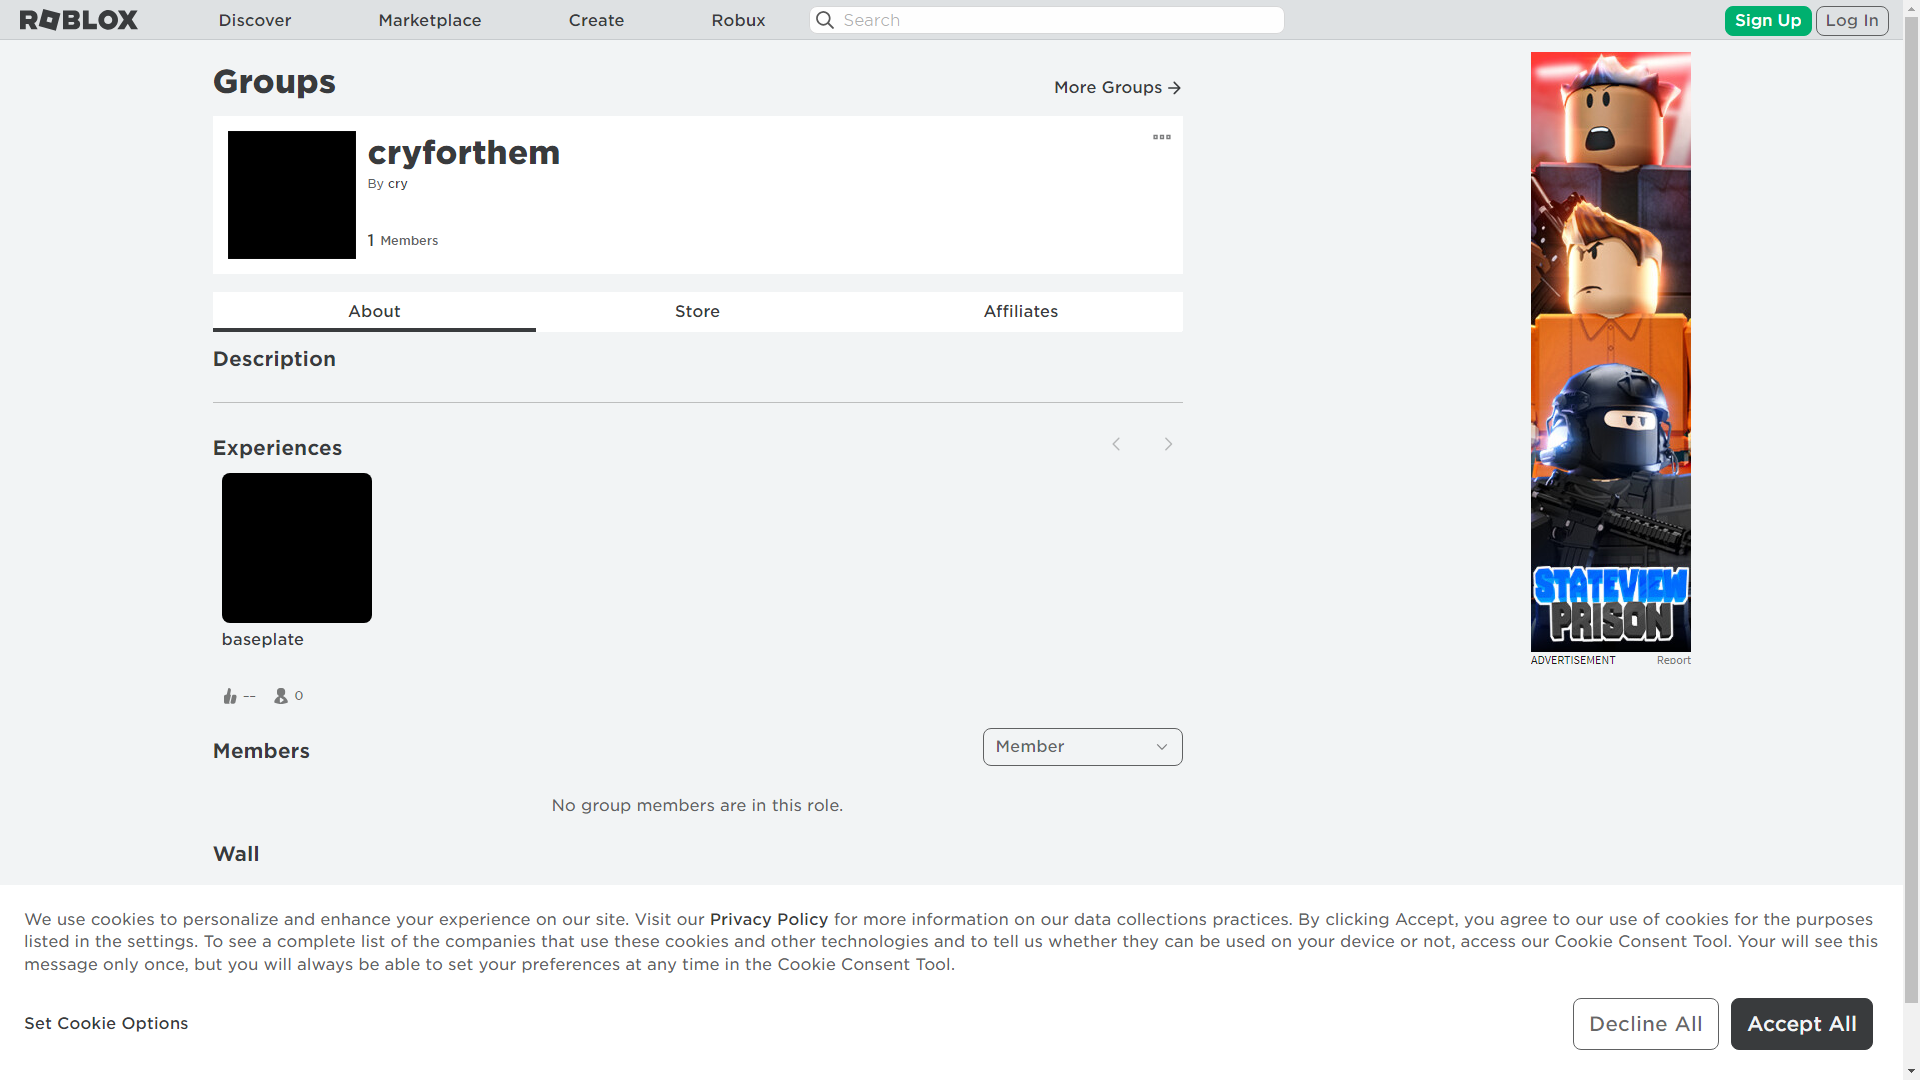 ROBLOX
Discover
Marketplace
Create
Robux
Search
Sign Up
Log In
Groups
More Groups
cryforthem
By cry
1 Members
About
Store
Affiliates
Description
Experiences
baseplate
-- 0
Members
Member
No group members are in this role.
Wall
STATEVIEW
PRISON
ADVERTISEMENT
Report
We use cookies to personalize and enhance your experience on our site. Visit our Privacy Policy for more information on our data collections practices. By clicking Accept, you agree to our use of cookies for the purposes
listed in the settings. To see a complete list of the companies that use these cookies and other technologies and to tell us whether they can be used on your device or not, access our Cookie Consent Tool. Your will see this
message only once, but you will always be able to set your preferences at any time in the Cookie Consent Tool.
Set Cookie Options
Decline All
Accept All